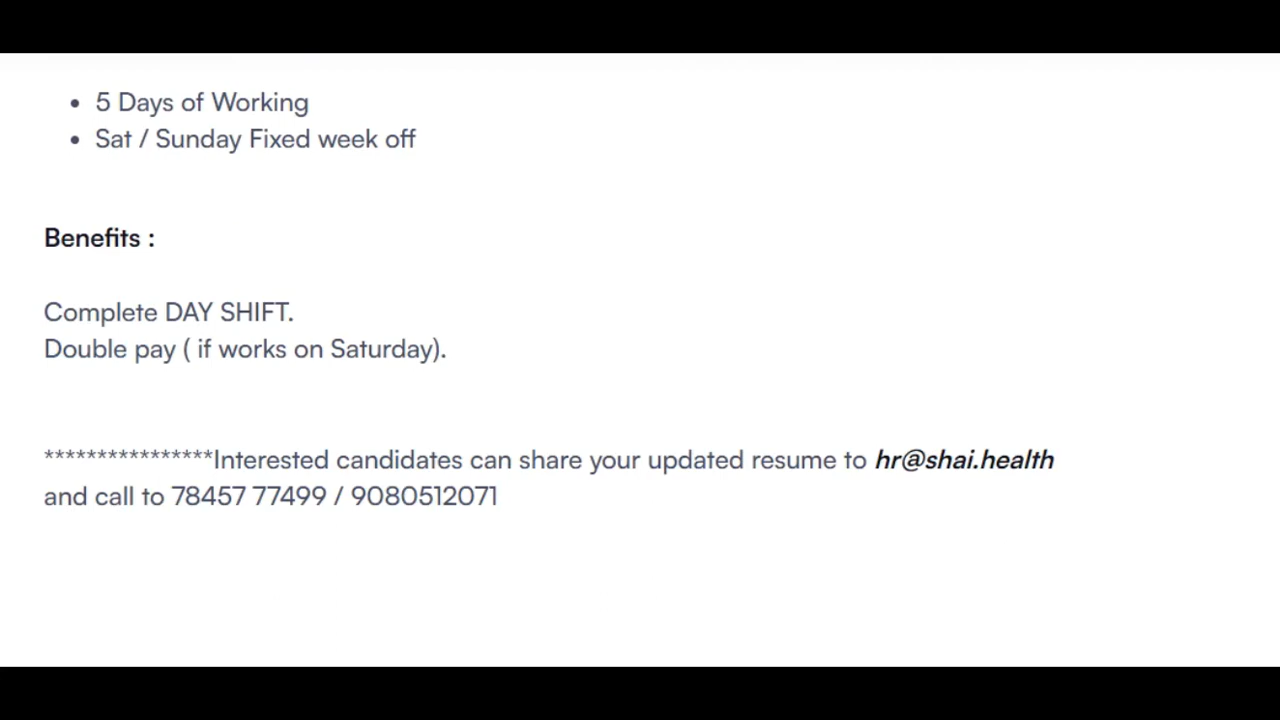 • 5 Days of Working
• Sat / Sunday Fixed week off
Benefits :
Complete DAY SHIFT.
Double pay ( if works on Saturday).
****************Interested candidates can share your updated resume to hr@shai.health
and call to 78457 77499 / 9080512071